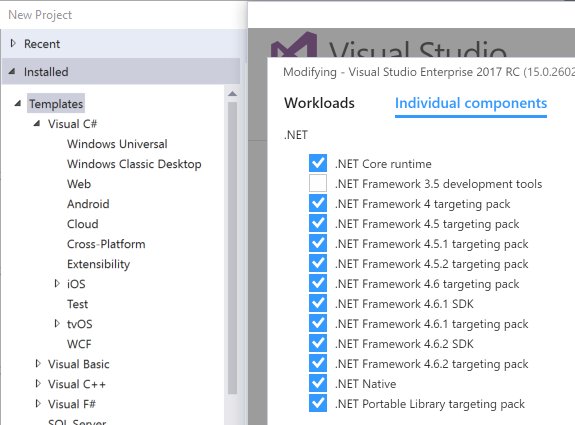 New Project
Recent
Installed
Templates
Visual C#
Windows Universal
Windows Classic Desktop
Web
Android
Cloud
Cross-Platform
Extensibility
iOS
Test
tvOS
WCF
Visual Basic
Visual C++
Visual F#
SQL Server
Visual Studio
Modifying - Visual Studio Enterprise 2017 RC (15.0.2602
Workloads
Individual components
.NET
.NET Core runtime
.NET Framework 3.5 development tools
.NET Framework 4 targeting pack
.NET Framework 4.5 targeting pack
.NET Framework 4.5.1 targeting pack
.NET Framework 4.5.2 targeting pack
.NET Framework 4.6 targeting pack
.NET Framework 4.6.1 SDK
.NET Framework 4.6.1 targeting pack
.NET Framework 4.6.2 SDK
.NET Framework 4.6.2 targeting pack
.NET Native
.NET Portable Library targeting pack